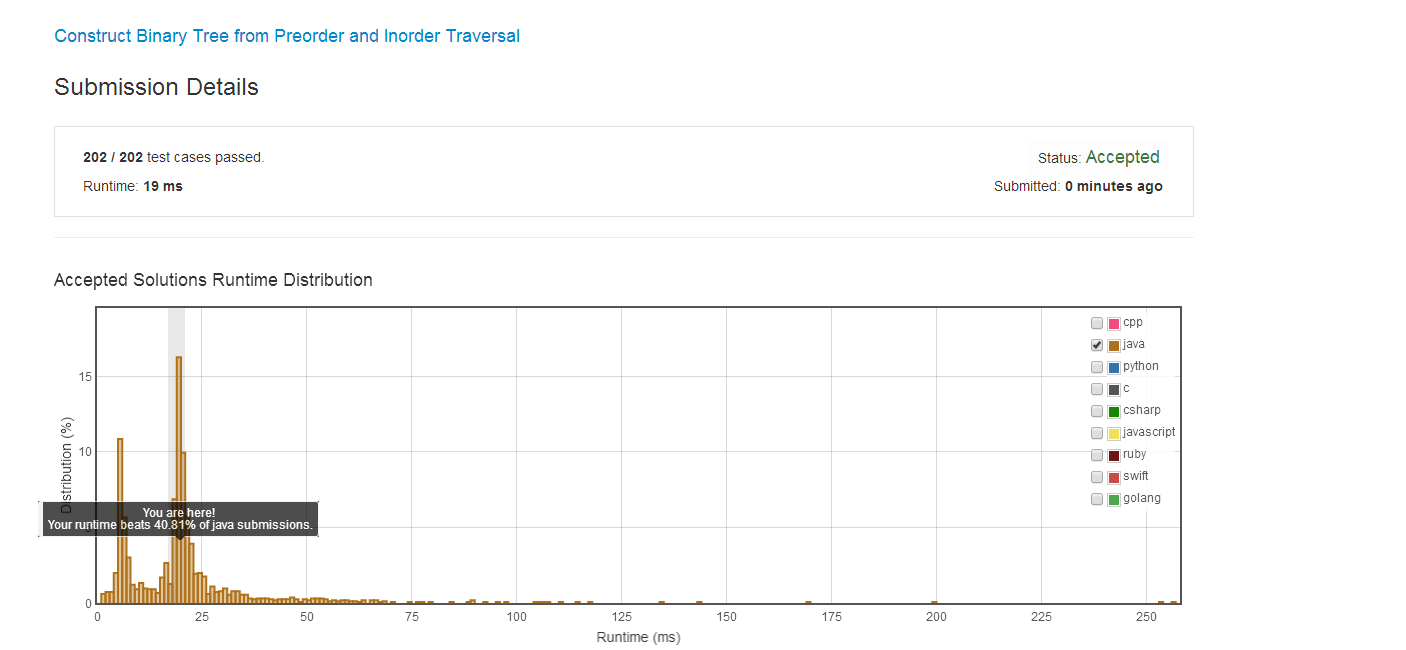 Construct Binary Tree from Preorder and Inorder Traversal
Submission Details
202 / 202 test cases passed.
Status: Accepted
Runtime: 19 ms
Submitted: 0 minutes ago
Accepted Solutions Runtime Distribution
cpp
java
python
c
csharp
javascript
ruby
swift
golang
15
10
0
Distribution (%)
You are here!
Your runtime beats 40.81% of java submissions.
0 25 50 75 100 125 150 175 200 225 250
Runtime (ms)